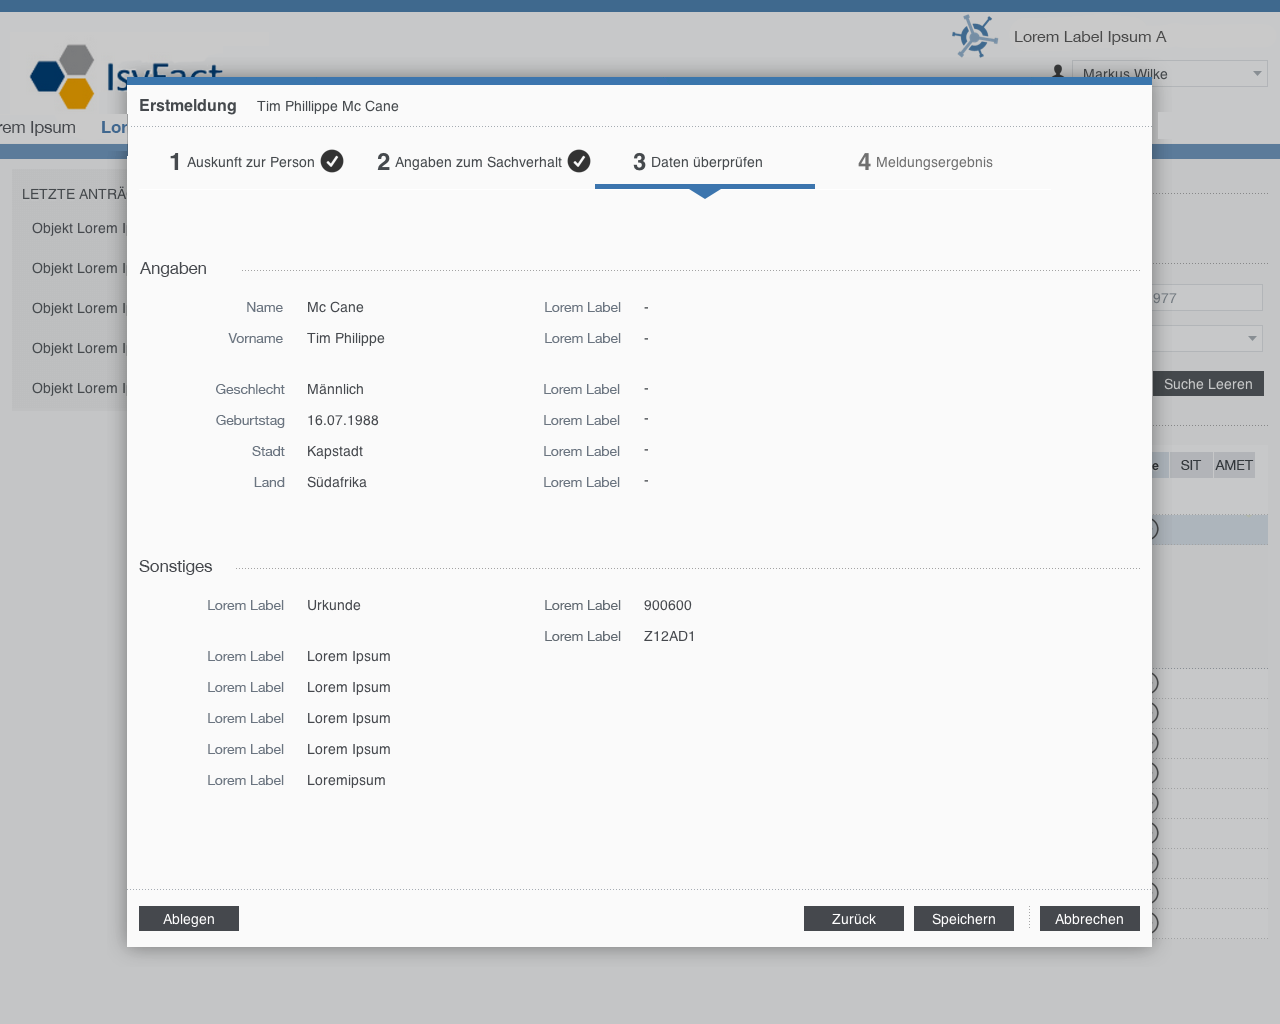 Lorem Label Ipsum A
IsyFact
Markus Wilke
Erstmeldung Tim Phillippe Mc Cane
rem Ipsum Lor
1 Auskunft zur Person 2 Angaben zum Sachverhalt 3 Daten überprüfen 4 Meldungsergebnis
LETZTE ANTRÄ
Objekt Lorem I
Objekt Lorem I
Objekt Lorem I
Objekt Lorem I
Objekt Lorem I
Angaben
Name Mc Cane Lorem Label -
977
Vorname Tim Philippe Lorem Label -
Suche Leeren
Geschlecht Männlich Lorem Label -
Geburtstag 16.07.1988 Lorem Label -
Stadt Kapstadt Lorem Label -
e SIT AMET
Land Südafrika Lorem Label -
Sonstiges
Lorem Label Urkunde Lorem Label 900600
Lorem Label Z12AD1
Lorem Label Lorem Ipsum
Lorem Label Lorem Ipsum
Lorem Label Lorem Ipsum
Lorem Label Lorem Ipsum
Lorem Label Loremipsum
Ablegen Zurück Speichern Abbrechen